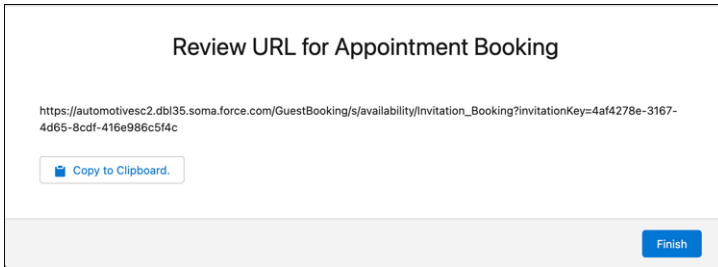 Review URL for Appointment Booking
https://automotivesc2.dbl35.soma.force.com/GuestBooking/s/availability/Invitation_Booking?invitationKey=4af4278e-3167-
4d65-8cdf-416e986c5f4c
Copy to Clipboard.
Finish